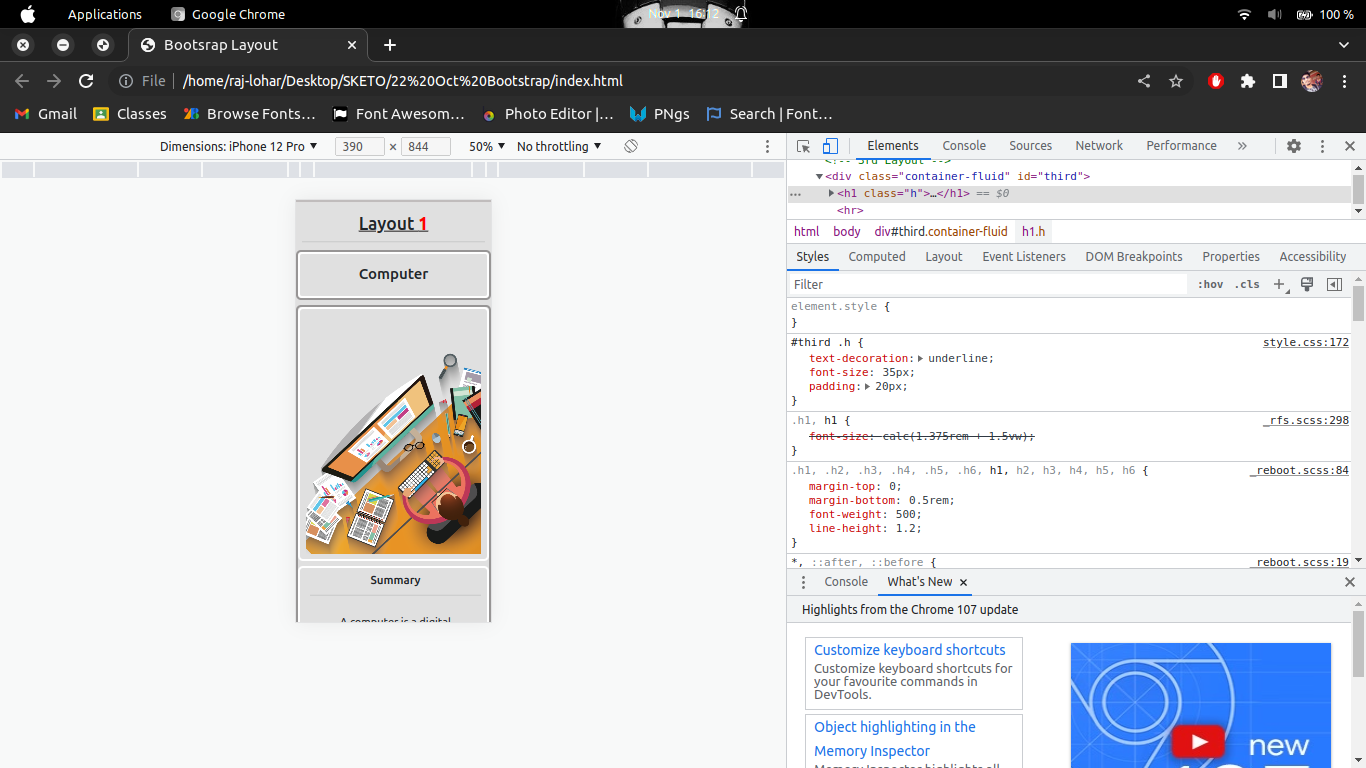 Applications Google Chrome Nov 1 16:12 100 %
Bootsrap Layout
File /home/raj-lohar/Desktop/SKETO/22%20Oct%20Bootstrap/index.html
Gmail Classes Browse Fonts… Font Awesom… Photo Editor |… PNgs Search | Font…
Dimensions: iPhone 12 Pro 390 × 844 50% No throttling
Layout 1
Computer
Summary
A computer is a digital
Elements Console Sources Network Performance »
<!-- 3rd Layout -->
<div class="container-fluid" id="third">
… <h1 class="h">…</h1> == $0
<hr>
html body div#third.container-fluid h1.h
Styles Computed Layout Event Listeners DOM Breakpoints Properties Accessibility
Filter :hov .cls
element.style {
}
#third .h { style.css:172
text-decoration: underline;
font-size: 35px;
padding: 20px;
}
.h1, h1 { _rfs.scss:298
font-size: calc(1.375rem + 1.5vw);
}
.h1, .h2, .h3, .h4, .h5, .h6, h1, h2, h3, h4, h5, h6 { _reboot.scss:84
margin-top: 0;
margin-bottom: 0.5rem;
font-weight: 500;
line-height: 1.2;
}
*, ::after, ::before { _reboot.scss:19
Console What's New
Highlights from the Chrome 107 update
Customize keyboard shortcuts
Customize keyboard shortcuts for
your favourite commands in
DevTools.
Object highlighting in the
Memory Inspector
Memory Inspector highlights all
new
107